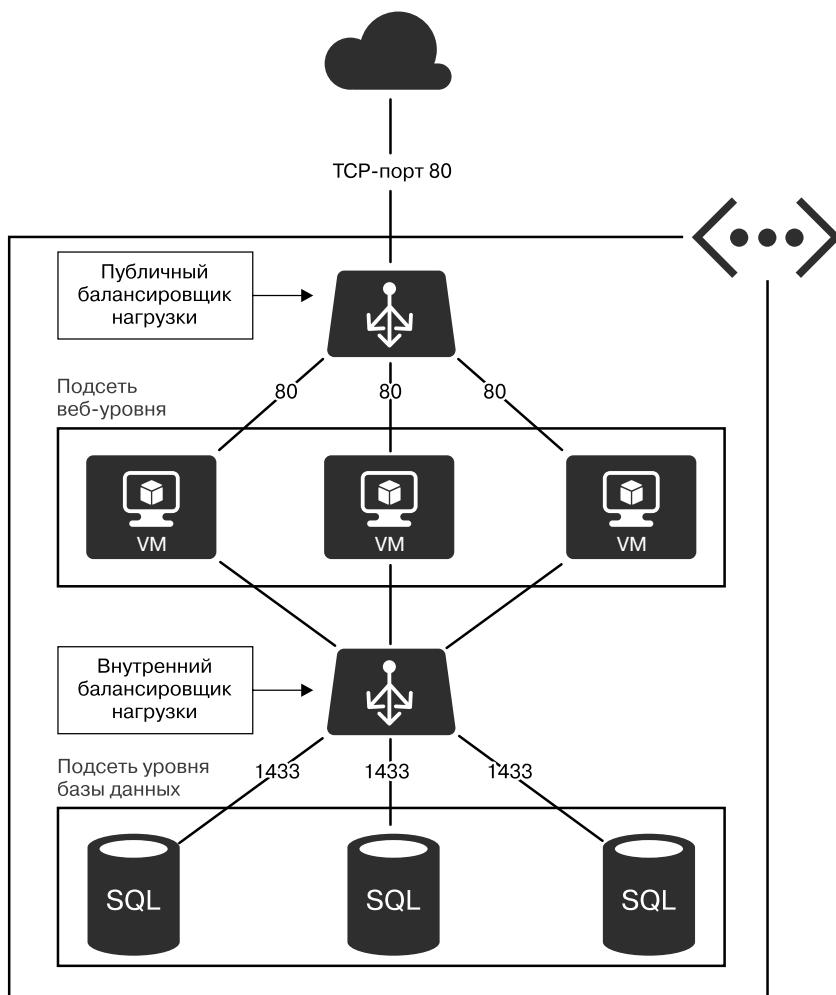 TCP-порт 80
Публичный
балансировщик
нагрузки
80
80
80
Подсеть
веб-уровня
VM
VM
VM
Внутренний
балансировщик
нагрузки
Подсеть уровня
базы данных
1433
1433
1433
SQL
SQL
SQL